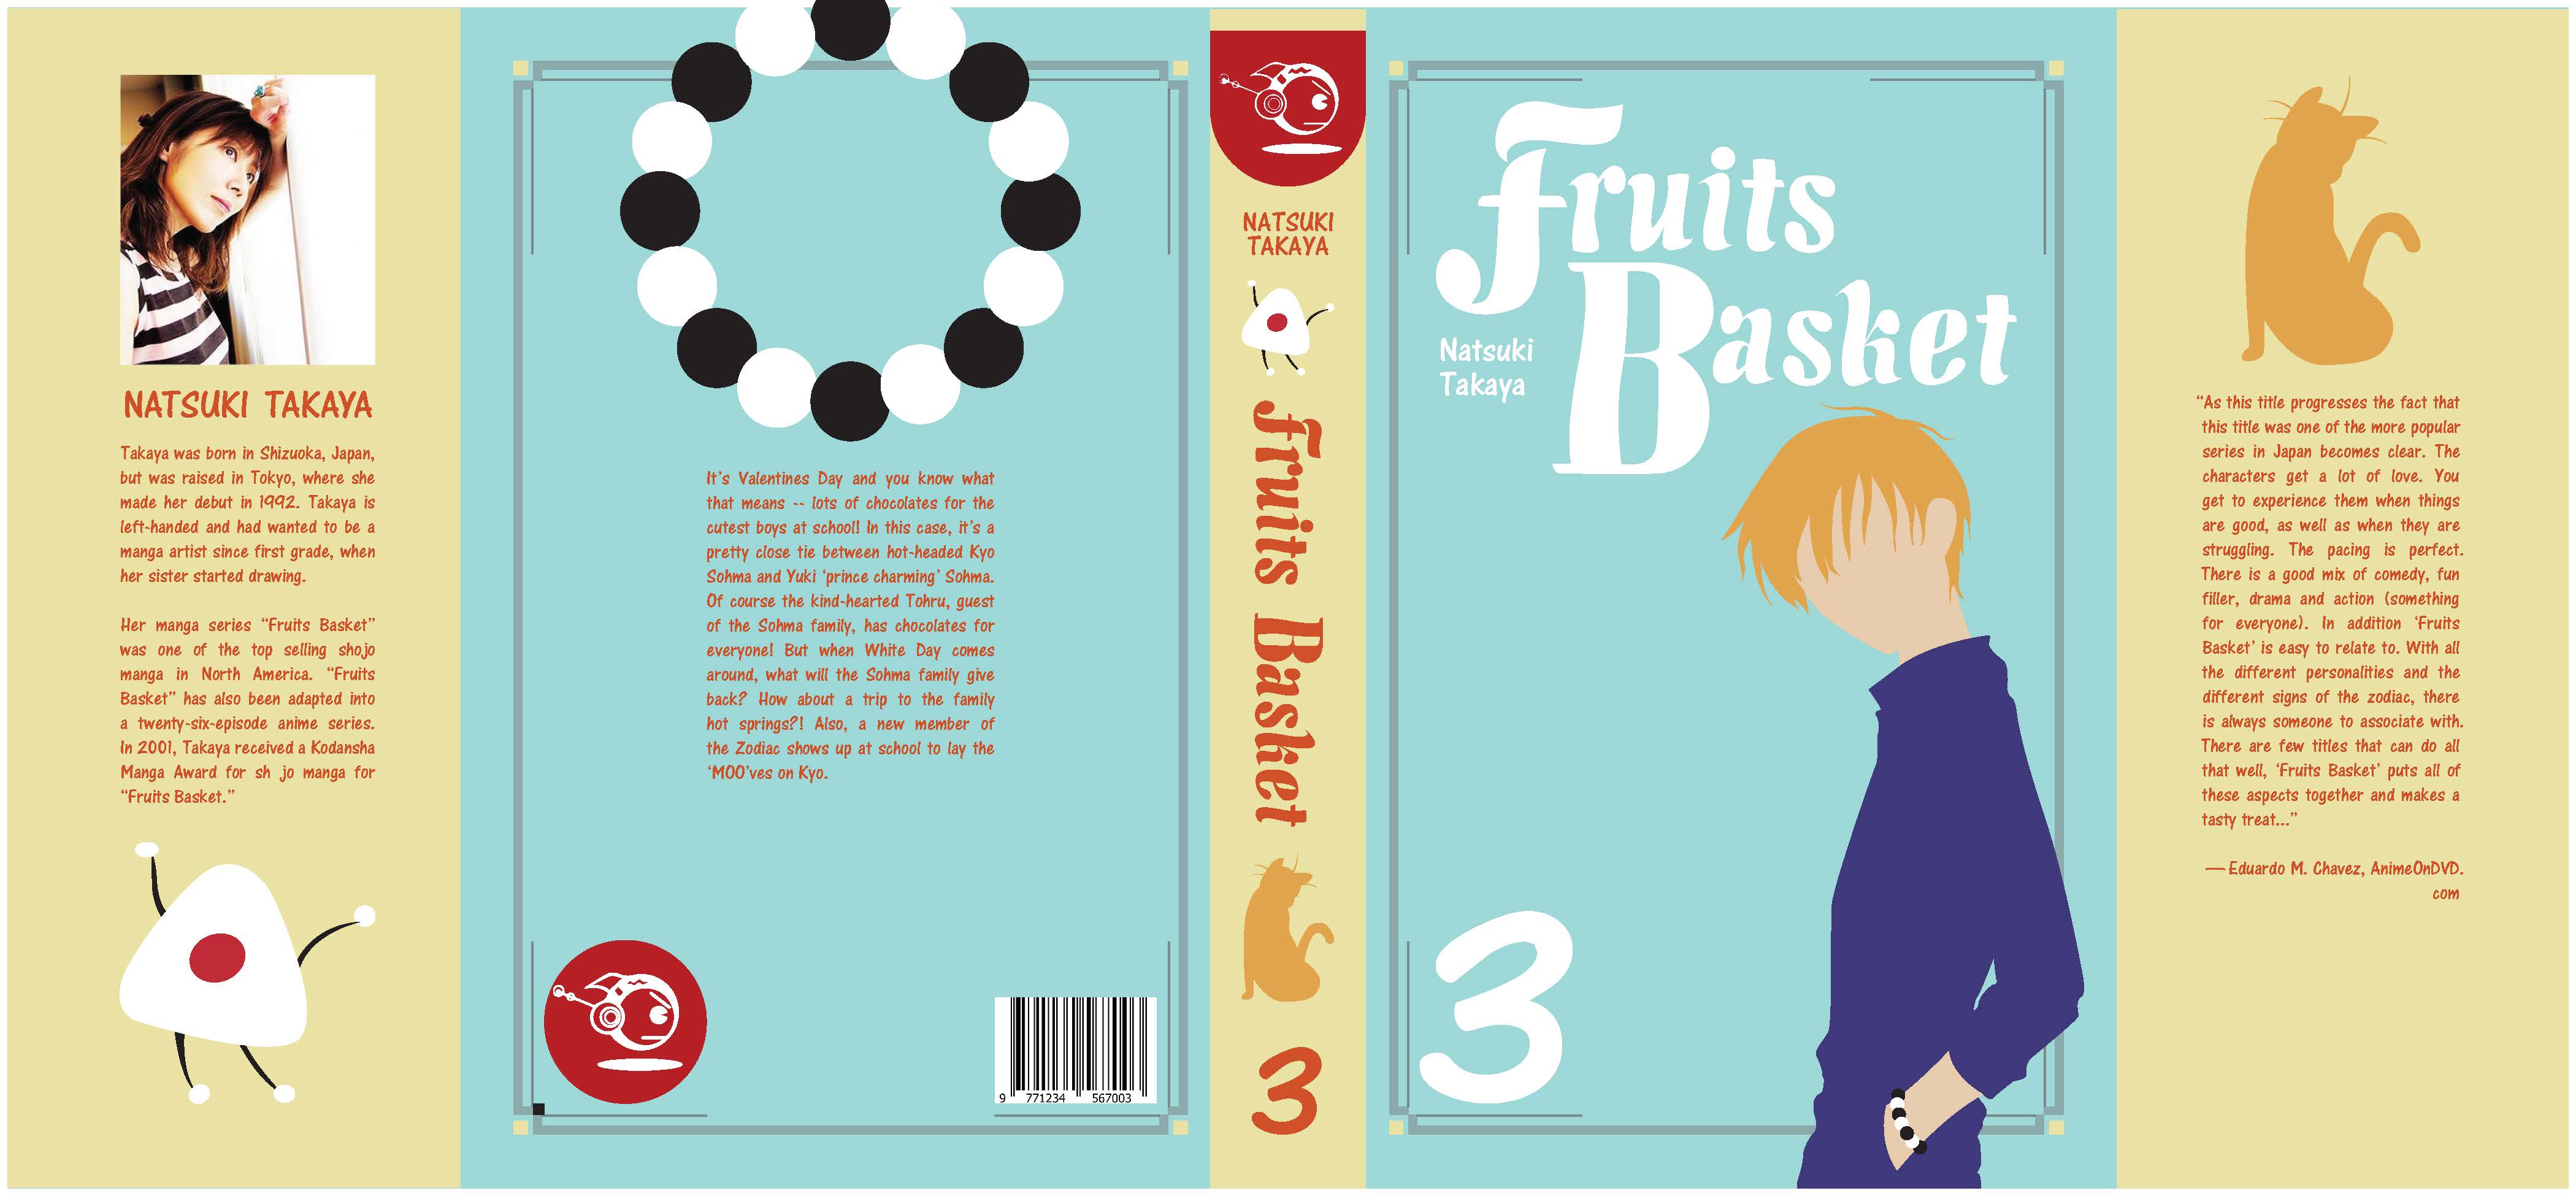 NATSUKI TAKAYA
Takaya was born in Shizuoka, Japan,
but was raised in Tokyo, where she
made her debut in 1992. Takaya is
left-handed and had wanted to be a
manga artist since first grade, when
her sister started drawing.
Her manga series “Fruits Basket”
was one of the top selling shojo
manga in North America. “Fruits
Basket” has also been adapted into
a twenty-six-episode anime series.
In 2001, Takaya received a Kodansha
Manga Award for sh jo manga for
“Fruits Basket.”
It’s Valentines Day and you know what
that means -- lots of chocolates for the
cutest boys at school! In this case, it’s a
pretty close tie between hot-headed Kyo
Sohma and Yuki ‘prince charming’ Sohma.
Of course the kind-hearted Tohru, guest
of the Sohma family, has chocolates for
everyone! But when White Day comes
around, what will the Sohma family give
back? How about a trip to the family
hot springs?! Also, a new member of
the Zodiac shows up at school to lay the
‘MOO’ves on Kyo.
9 771234 567003
NATSUKI
TAKAYA
Fruits Basket
3
Fruits
Basket
Natsuki
Takaya
3
“As this title progresses the fact that
this title was one of the more popular
series in Japan becomes clear. The
characters get a lot of love. You
get to experience them when things
are good, as well as when they are
struggling. The pacing is perfect.
There is a good mix of comedy, fun
filler, drama and action (something
for everyone). In addition ‘Fruits
Basket’ is easy to relate to. With all
the different personalities and the
different signs of the zodiac, there
is always someone to associate with.
There are few titles that can do all
that well, ‘Fruits Basket’ puts all of
these aspects together and makes a
tasty treat...”
— Eduardo M. Chavez, AnimeOnDVD.
com